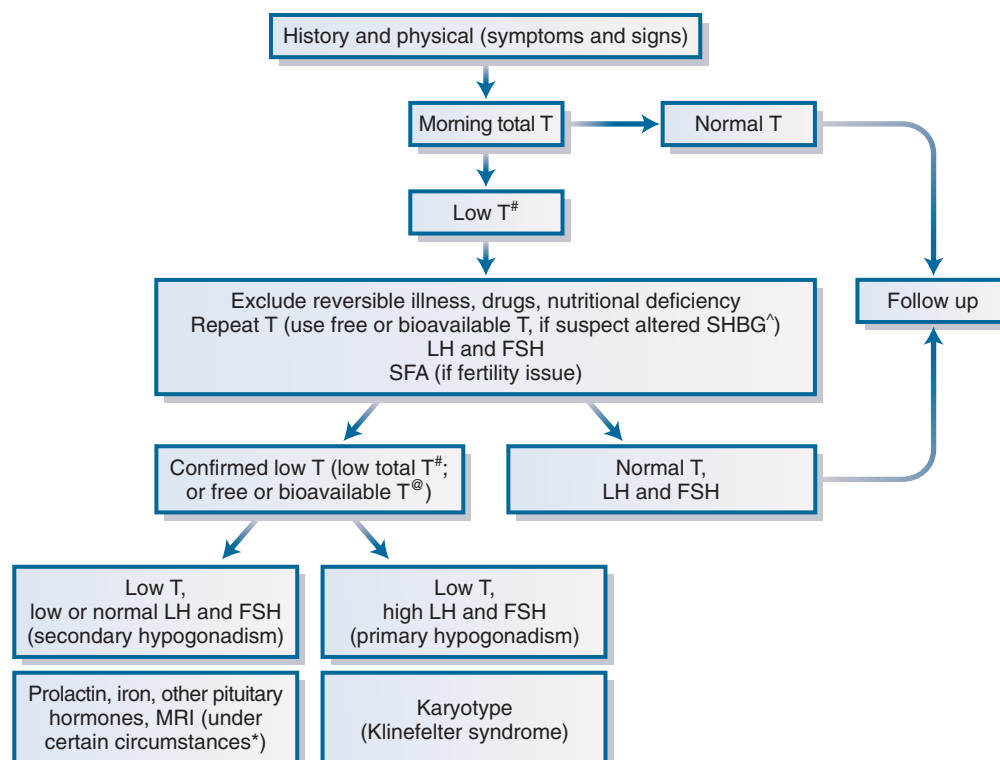 History and physical (symptoms and signs)
Morning total T
Normal T
Low T#
Exclude reversible illness, drugs, nutritional deficiency
Repeat T (use free or bioavailable T, if suspect altered SHBG^)
LH and FSH
SFA (if fertility issue)
Follow up
Confirmed low T (low total T#;
or free or bioavailable T@)
Normal T,
LH and FSH
Low T,
low or normal LH and FSH
(secondary hypogonadism)
Low T,
high LH and FSH
(primary hypogonadism)
Prolactin, iron, other pituitary
hormones, MRI (under
certain circumstances*)
Karyotype
(Klinefelter syndrome)